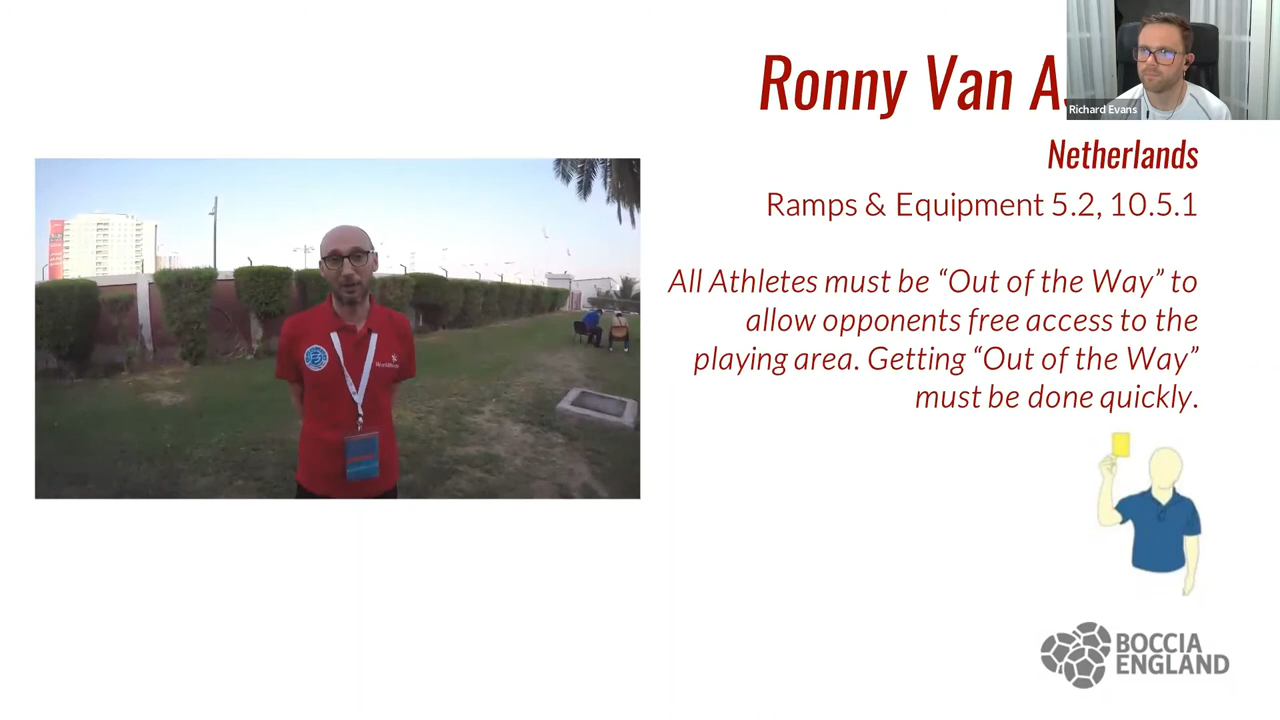 Ronny Van A
Richard Evans
Netherlands
Ramps & Equipment 5.2, 10.5.1
All Athletes must be “Out of the Way” to
allow opponents free access to the
playing area. Getting “Out of the Way”
must be done quickly.
BOCCIA
ENGLAND